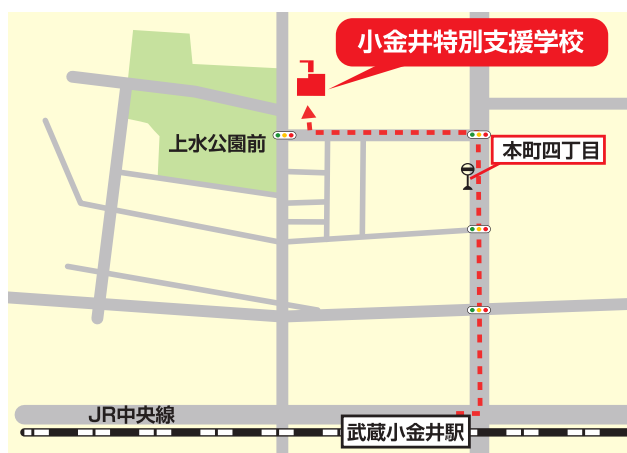 小金井特別支援学校
上水公園前
本町四丁目
JR中央線
武蔵小金井駅